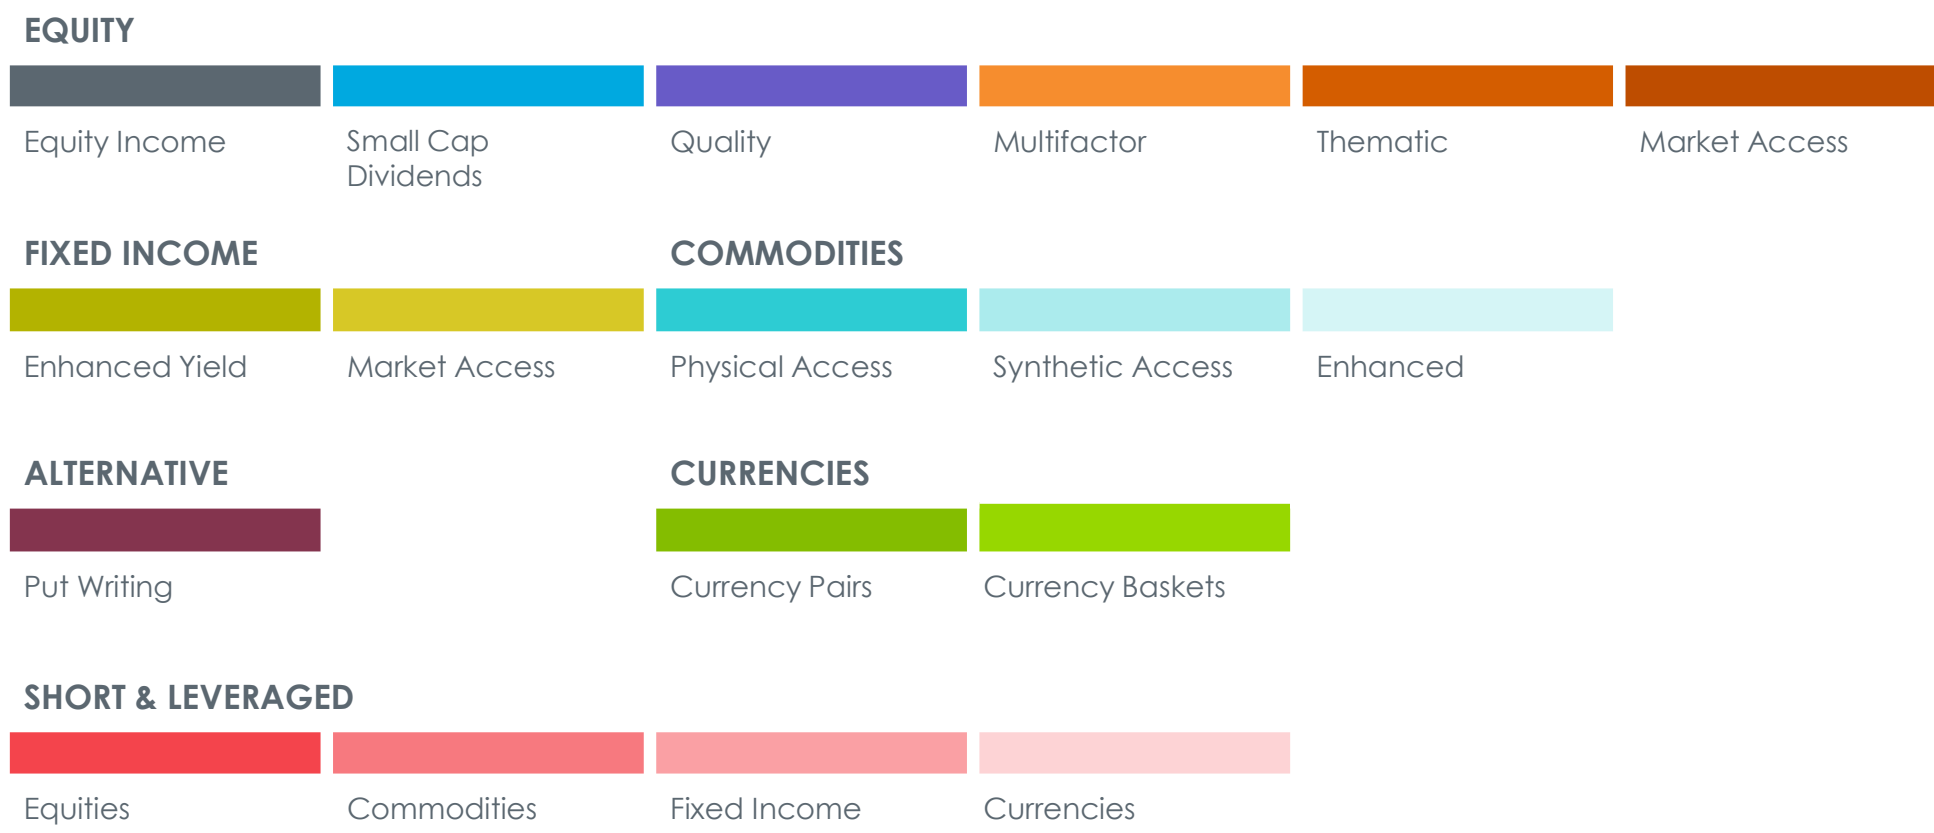 EQUITY
Equity Income
Small Cap
Dividends
Quality
Multifactor
Thematic
Market Access
FIXED INCOME
Enhanced Yield
Market Access
COMMODITIES
Physical Access
Synthetic Access
Enhanced
ALTERNATIVE
Put Writing
CURRENCIES
Currency Pairs
Currency Baskets
SHORT & LEVERAGED
Equities
Commodities
Fixed Income
Currencies